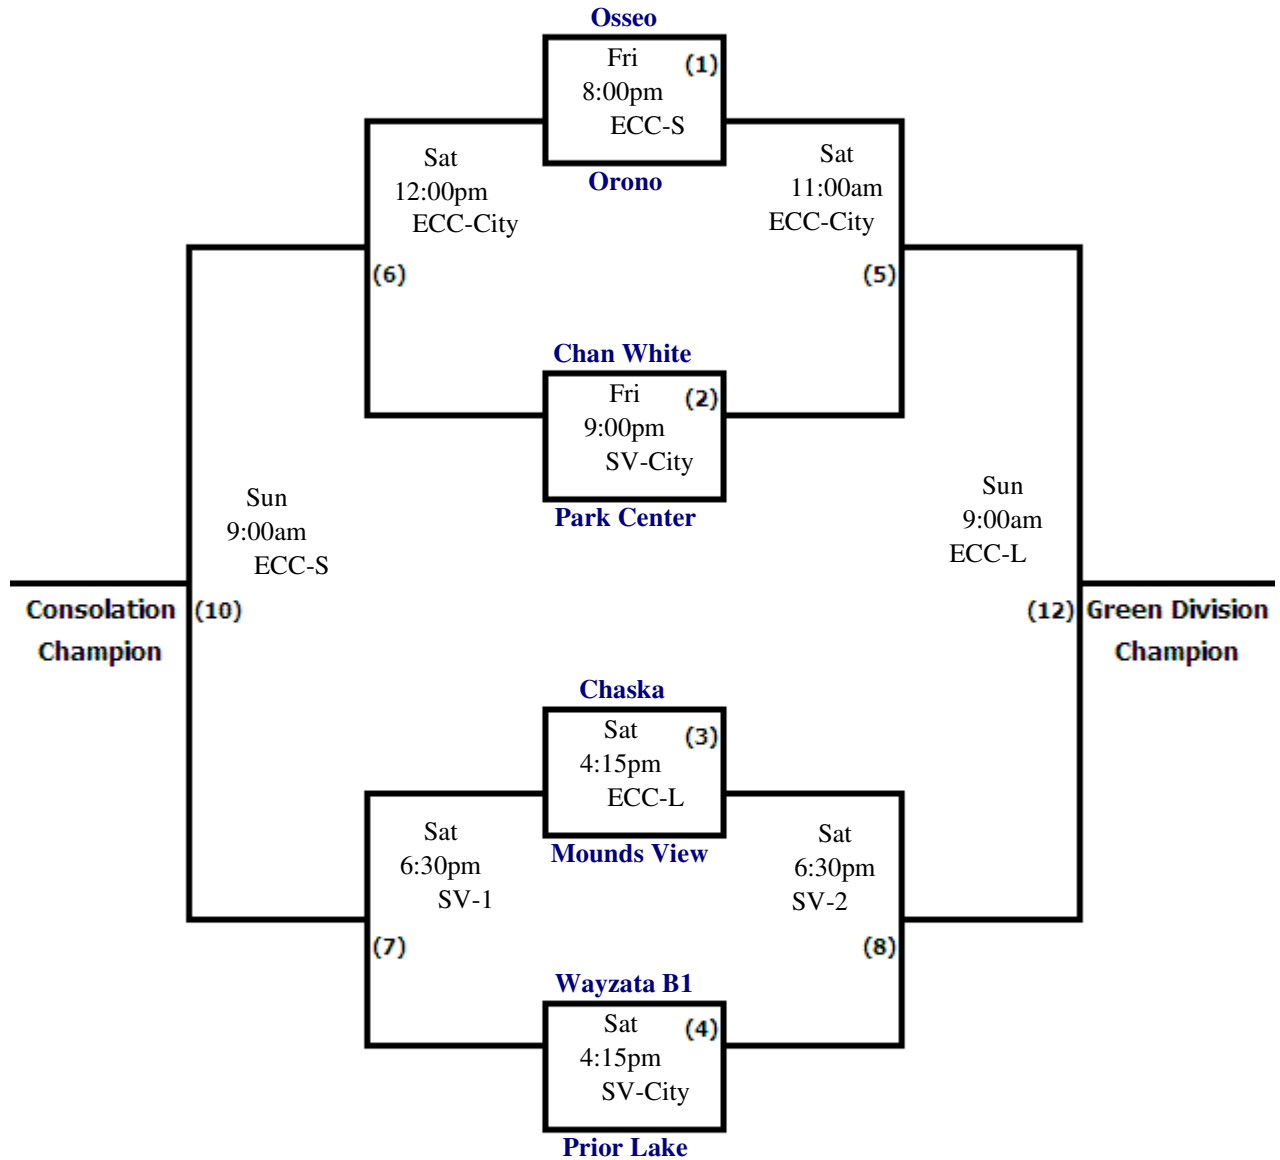 Osseo
Fri
(1)
8:00pm
ECC-S
Orono
Sat
12:00pm
ECC-City
(6)
Sat
11:00am
ECC-City
(5)
Chan White
Fri
(2)
9:00pm
SV-City
Park Center
Sun
9:00am
ECC-S
Consolation
Champion
(10)
Sun
9:00am
ECC-L
(12)
Green Division
Champion
Chaska
Sat
(3)
4:15pm
ECC-L
Mounds View
Sat
6:30pm
SV-1
(7)
Sat
6:30pm
SV-2
(8)
Wayzata B1
Sat
(4)
4:15pm
SV-City
Prior Lake